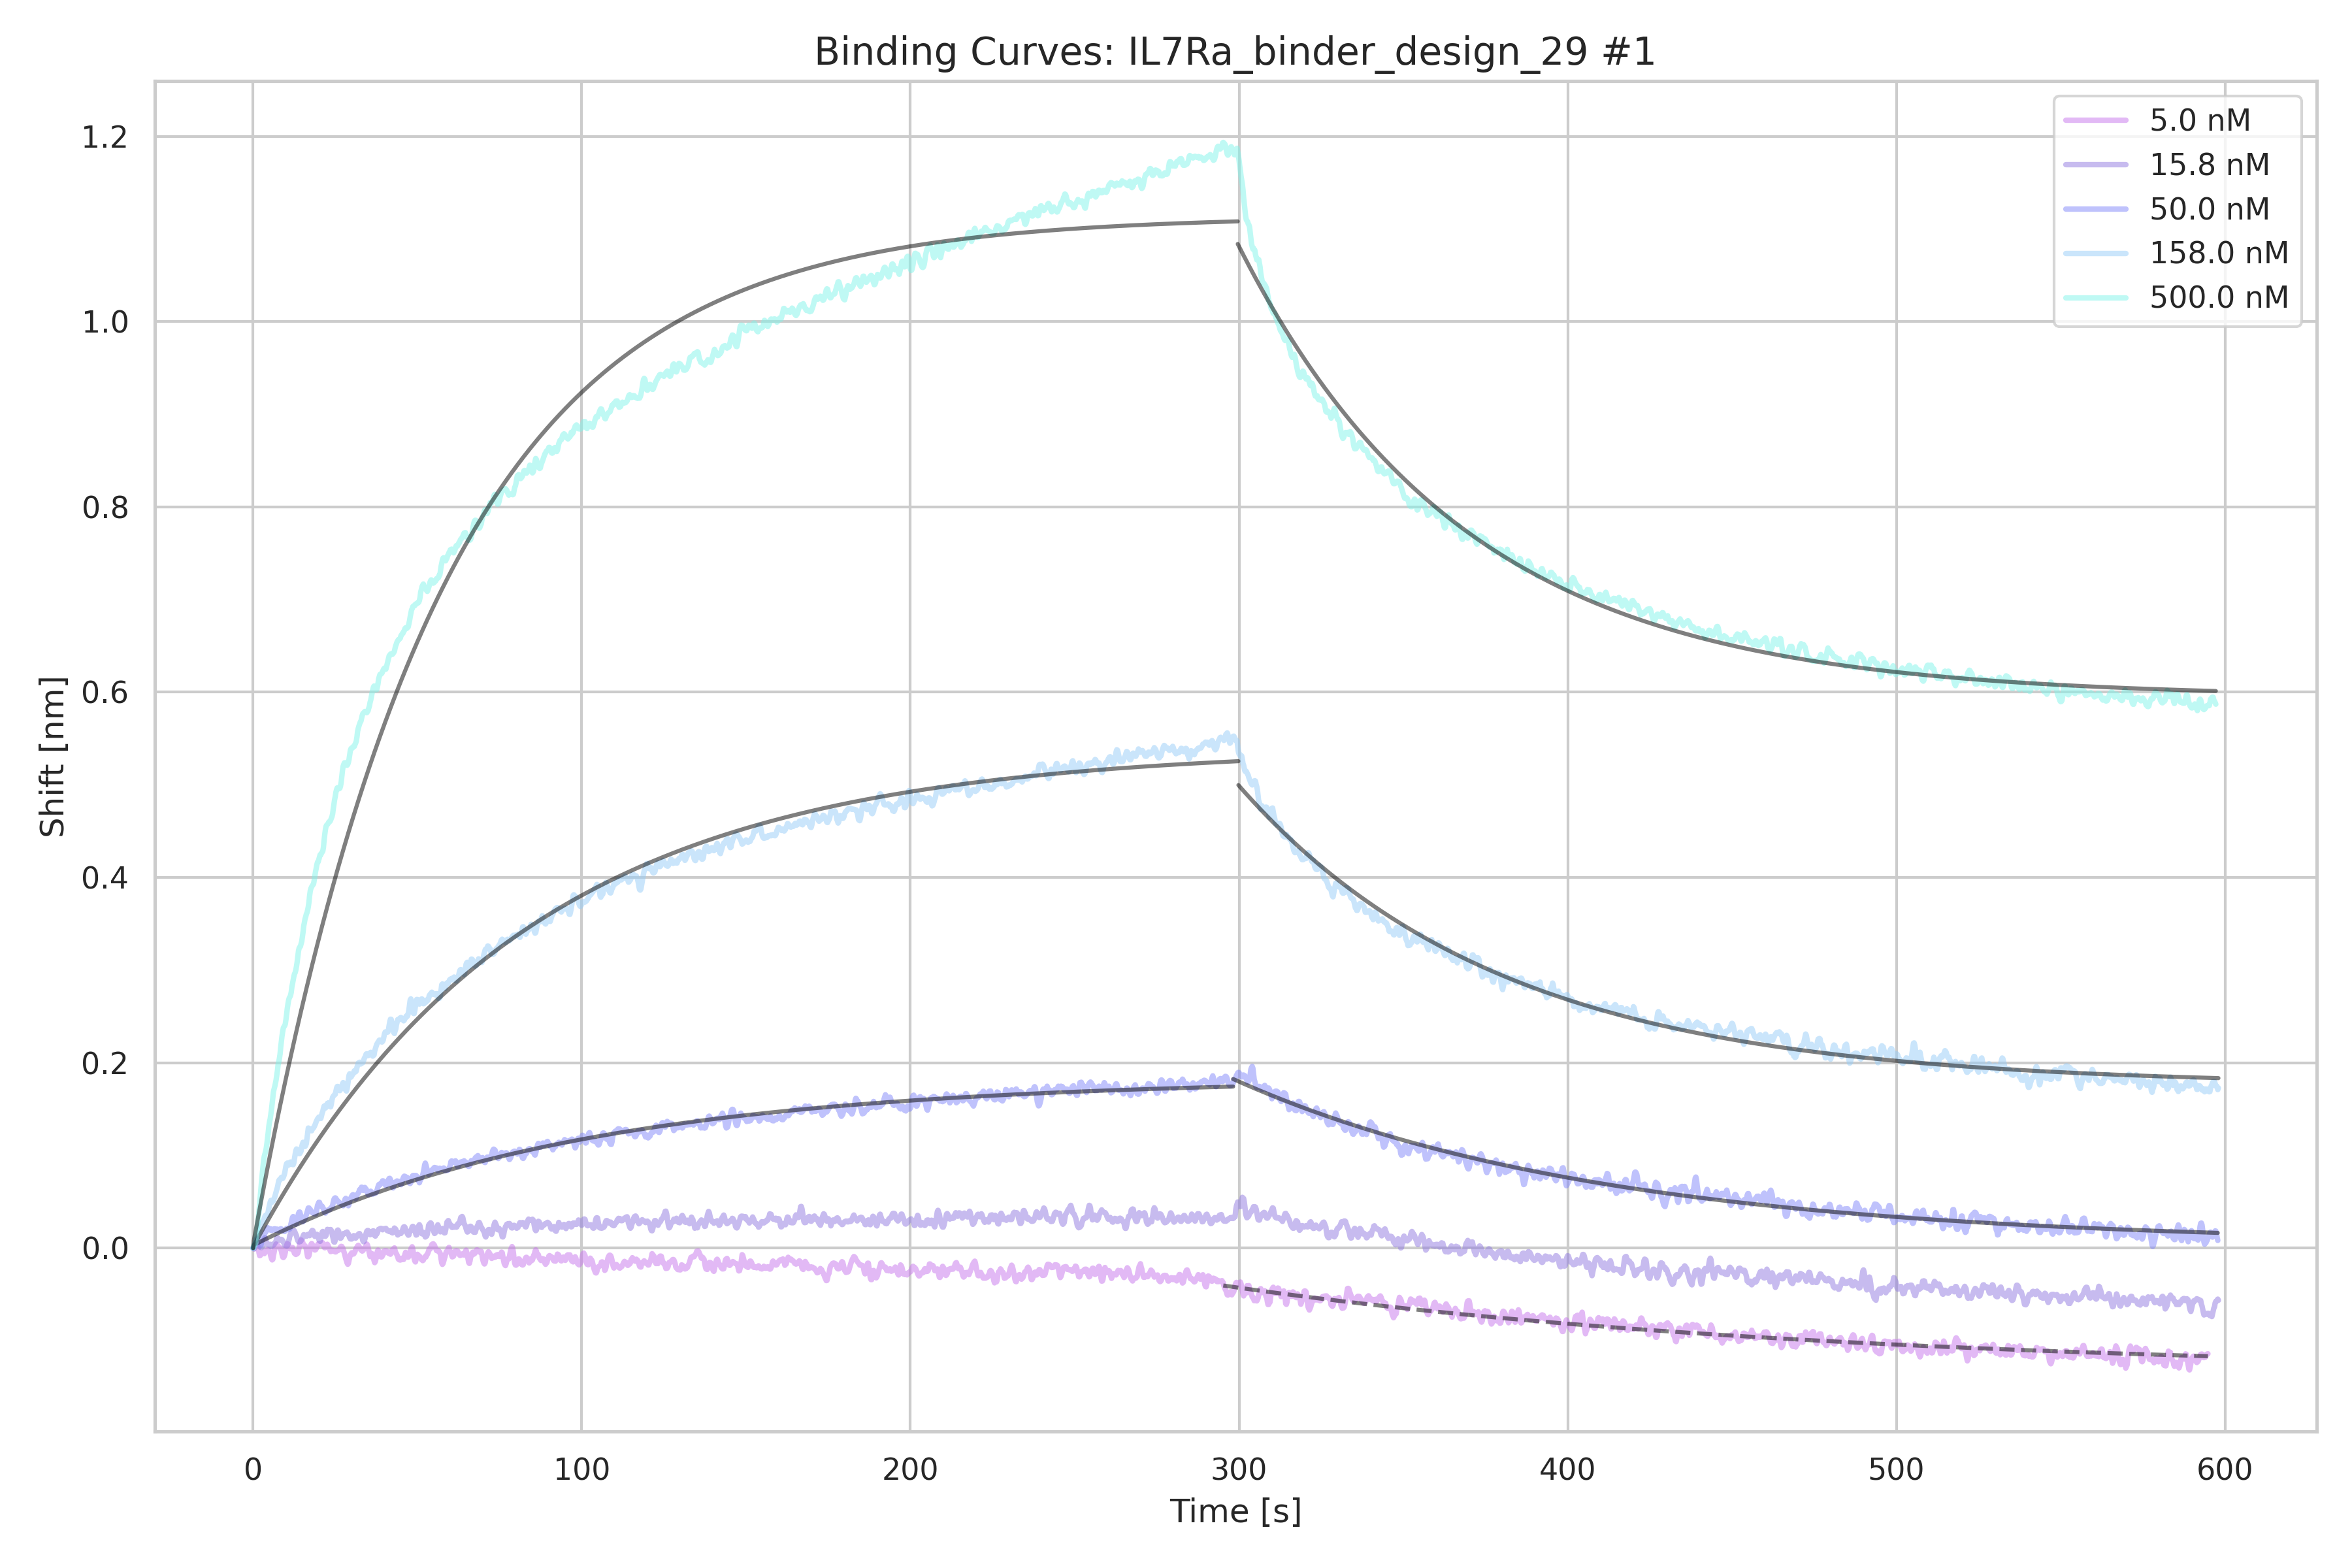 Binding Curves: IL7Ra_binder_design_29 #1
5.0 nM
15.8 nM
50.0 nM
158.0 nM
500.0 nM
1.2
1.0
0.8
0.6
0.4
0.2
0.0
Shift [nm]
0 100 200 300 400 500 600
Time [s]